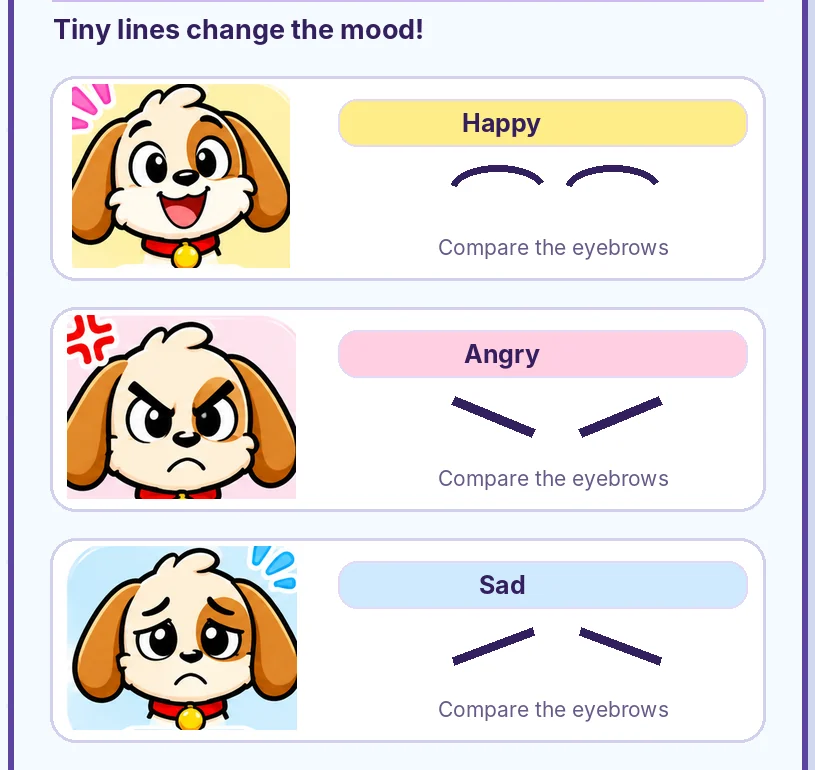 Tiny lines change the mood!
Happy
Compare the eyebrows
Angry
Compare the eyebrows
Sad
Compare the eyebrows